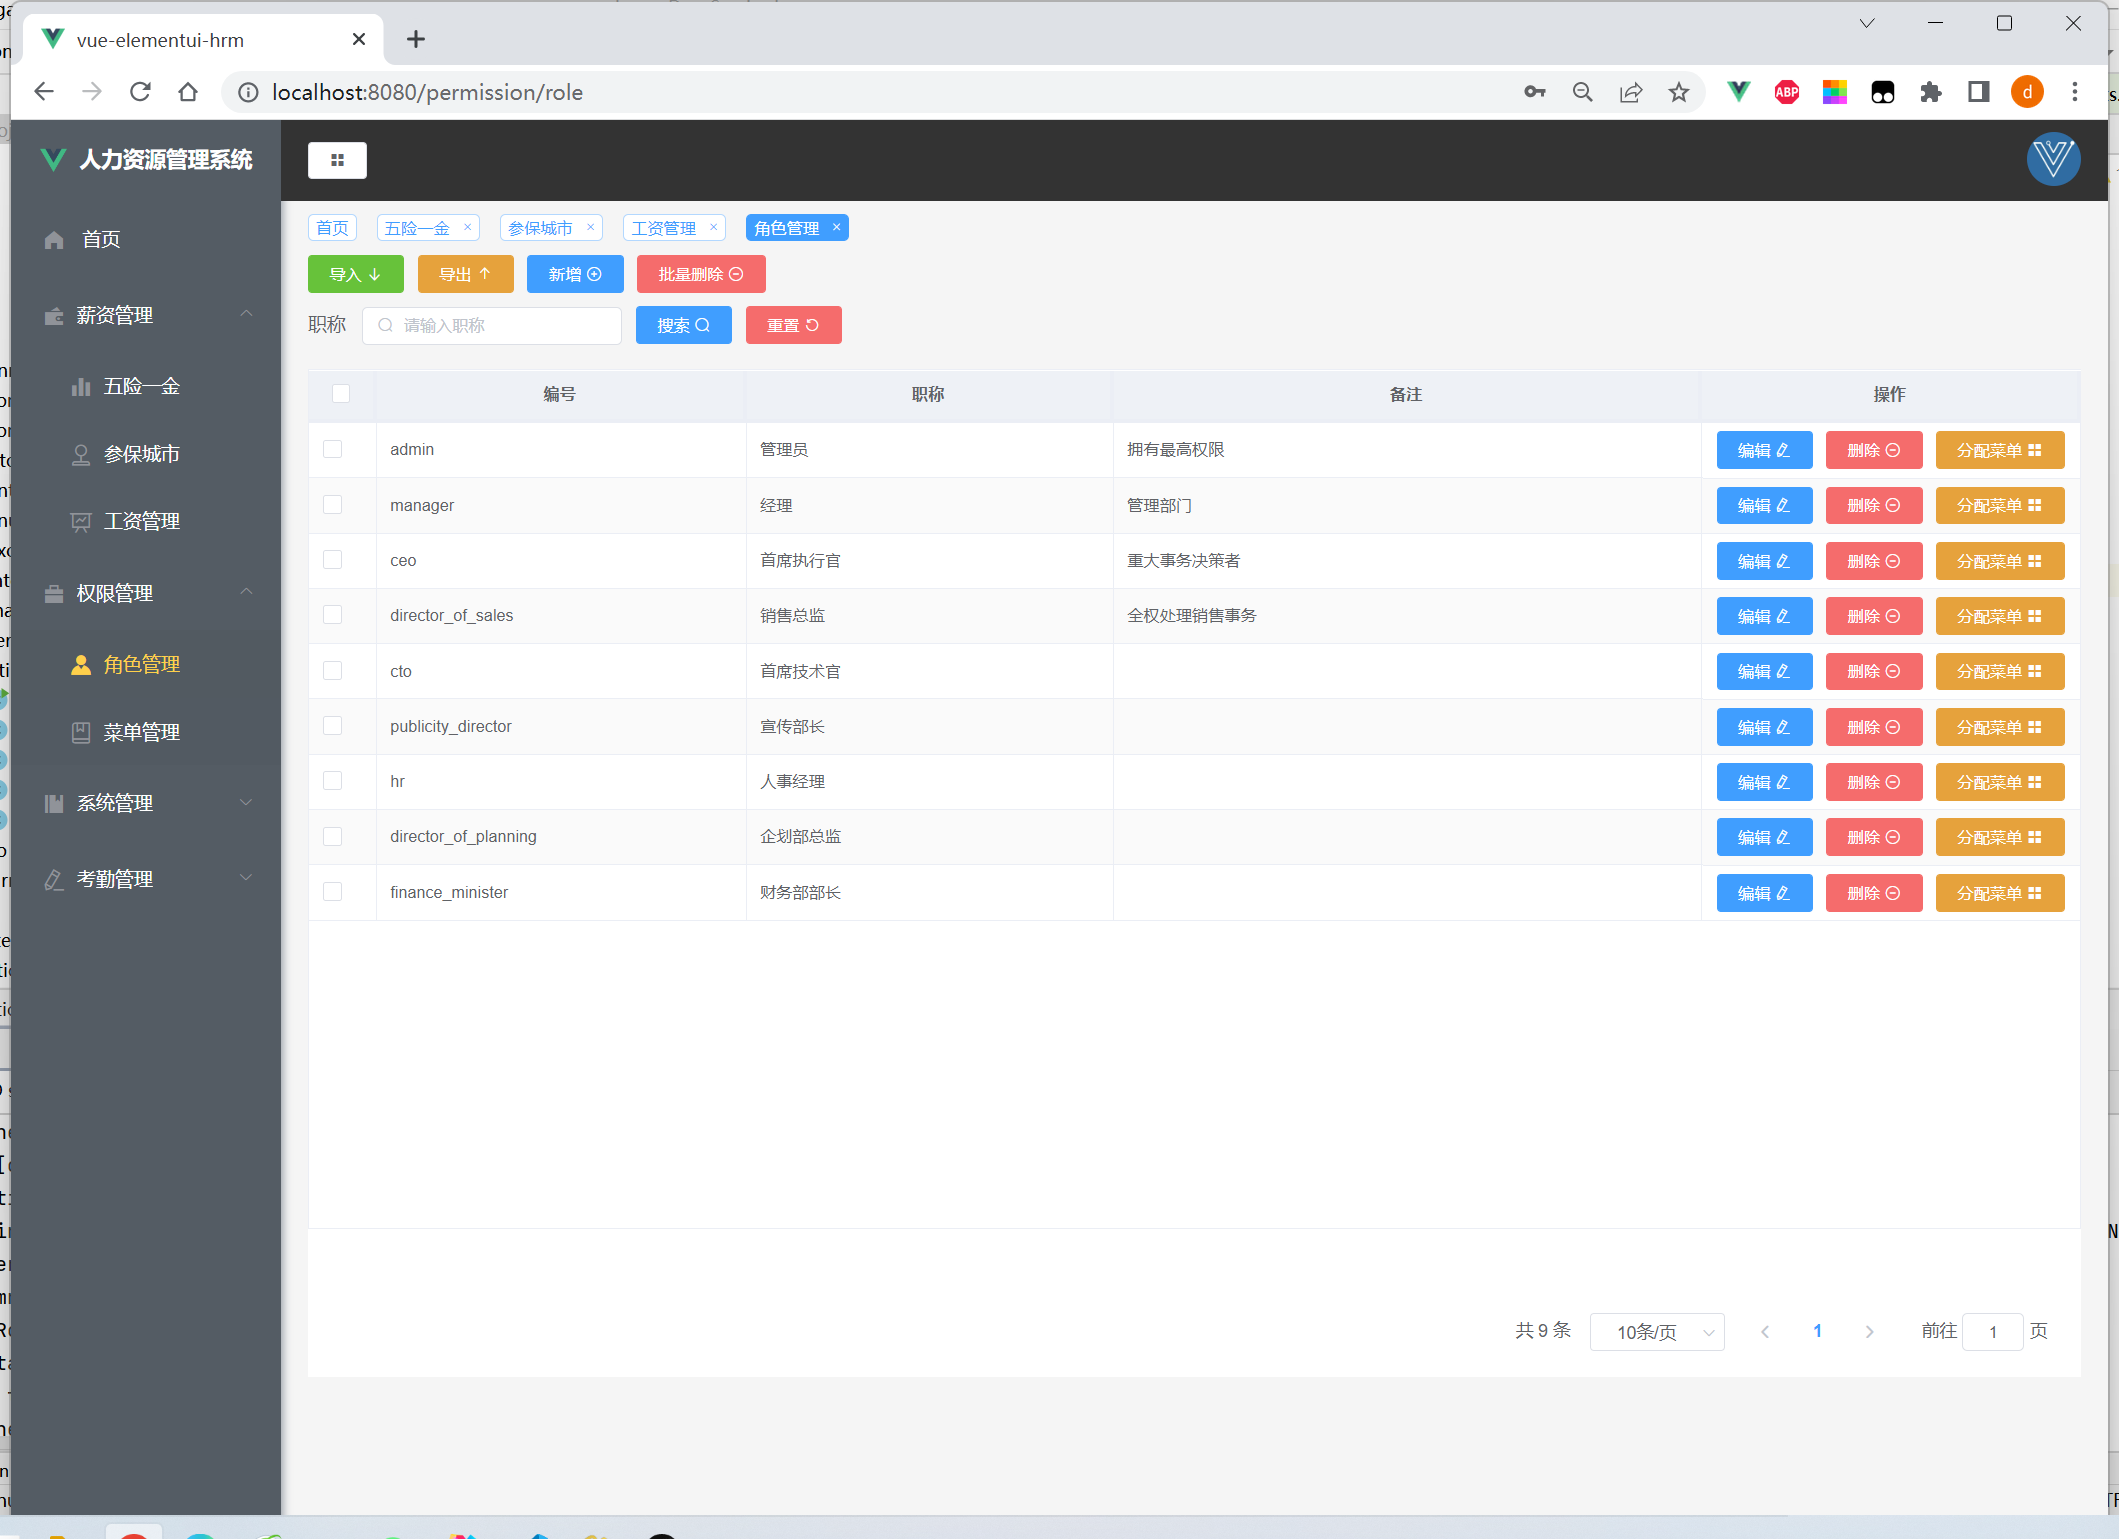 vue-elementui-hrm
localhost:8080/permission/role
ABP
d
人力资源管理系统
首页
薪资管理
五险一金
参保城市
工资管理
权限管理
角色管理
菜单管理
系统管理
考勤管理
首页 五险一金 × 参保城市 × 工资管理 × 角色管理 ×
导入 导出 新增 批量删除
职称 请输入职称 搜索 重置
编号 职称 备注 操作
admin 管理员 拥有最高权限 编辑 删除 分配菜单
manager 经理 管理部门 编辑 删除 分配菜单
ceo 首席执行官 重大事务决策者 编辑 删除 分配菜单
director_of_sales 销售总监 全权处理销售事务 编辑 删除 分配菜单
cto 首席技术官 编辑 删除 分配菜单
publicity_director 宣传部长 编辑 删除 分配菜单
hr 人事经理 编辑 删除 分配菜单
director_of_planning 企划部总监 编辑 删除 分配菜单
finance_minister 财务部部长 编辑 删除 分配菜单
共 9 条 10条/页 1 前往 1 页